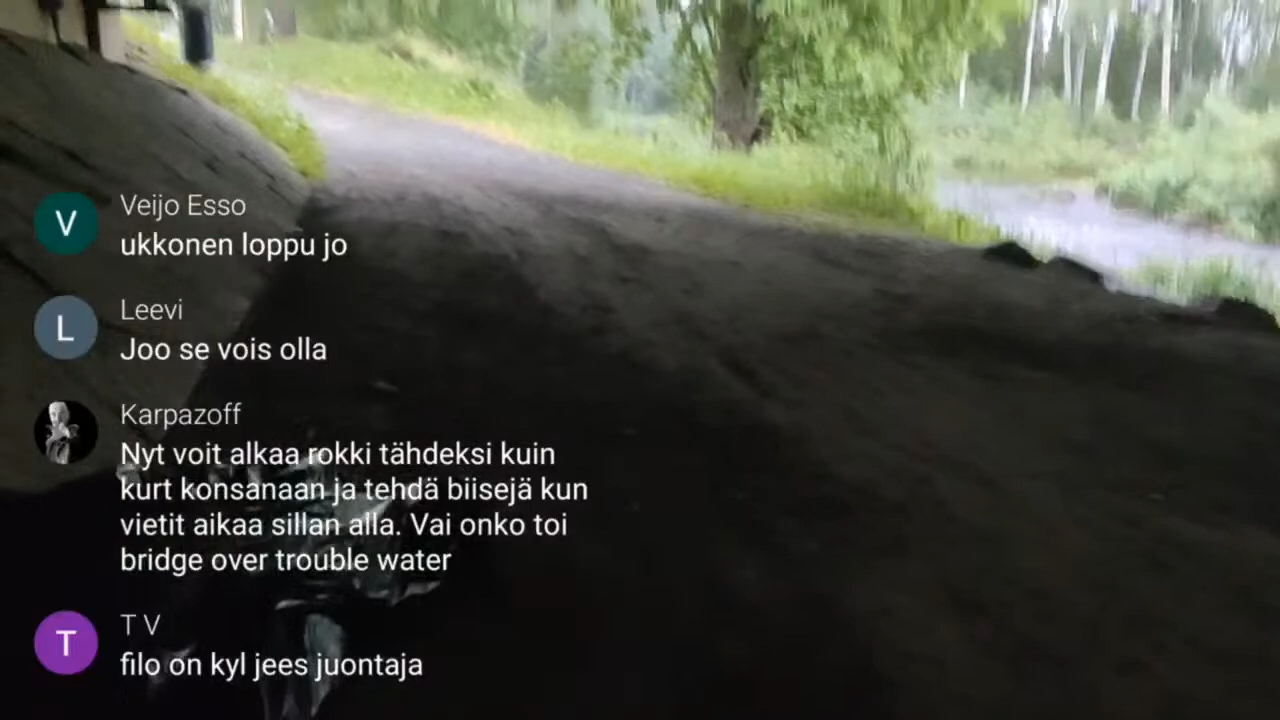 V
Veijo Esso
ukkonen loppu jo
L
Leevi
Joo se vois olla
Karpazoff
Nyt voit alkaa rokki tähdeksi kuin
kurt konsanaan ja tehdä biisejä kun
vietit aikaa sillan alla. Vai onko toi
bridge over trouble water
T
T V
filo on kyl jees juontaja